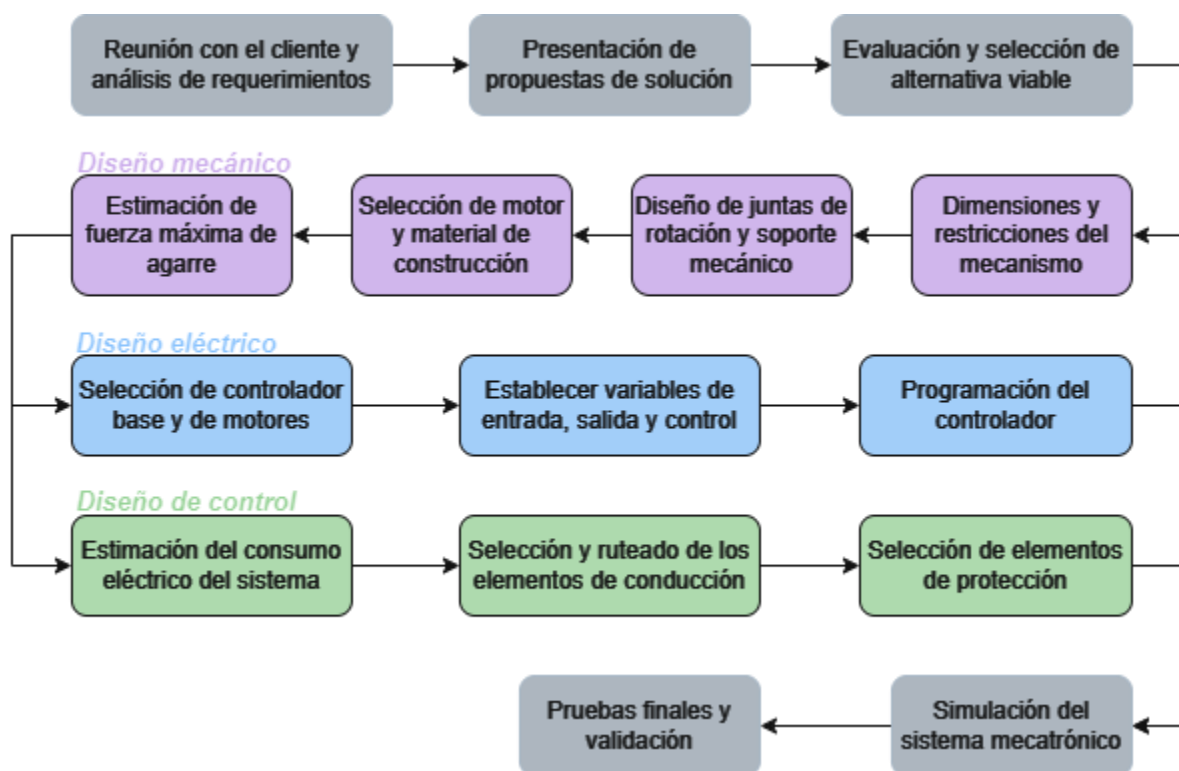 Reunión con el cliente y
análisis de requerimientos
Presentación de
propuestas de solución
Evaluación y selección de
alternativa viable
Diseño mecánico
Estimación de
fuerza máxima de
agarre
Selección de motor
y material de
construcción
Diseño de juntas de
rotación y soporte
mecánico
Dimensiones y
restricciones del
mecanismo
Diseño eléctrico
Selección de controlador
base y de motores
Establecer variables de
entrada, salida y control
Programación del
controlador
Diseño de control
Estimación del consumo
eléctrico del sistema
Selección y ruteado de los
elementos de conducción
Selección de elementos
de protección
Pruebas finales y
validación
Simulación del
sistema mecatrónico